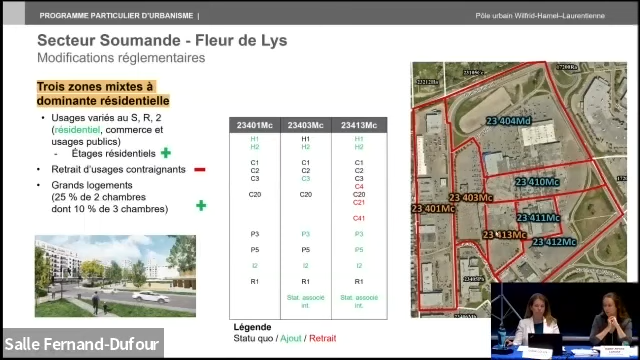 PROGRAMME PARTICULIER D'URBANISME |
Pôle urbain Wilfrid-Hamel–Laurentienne
Secteur Soumande - Fleur de Lys
Modifications réglementaires
Trois zones mixtes à
dominante résidentielle
• Usages variés au S, R, 2
(résidentiel, commerce et
usages publics)
- Étages résidentiels +
• Retrait d'usages contraignants −
• Grands logements
(25 % de 2 chambres
dont 10 % de 3 chambres) +
23401Mc 23403Mc 23413Mc
H1 H1 H1
H2 H2 H2
C1 C1 C1
C2 C2 C2
C3 C3 C3
C4
C20 C20 C20
C21
C41
P3 P3 P3
P5 P5 P5
I2 I2 I2
R1 R1 R1
Stat. associé Stat. associé
int. int.
Légende
Statu quo / Ajout / Retrait
23212Ha
17200Ra
23 404Md
23 410Mc
23 403Mc
23 401Mc
23 411Mc
23 413Mc
23 412Mc
Salle Fernand-Dufour